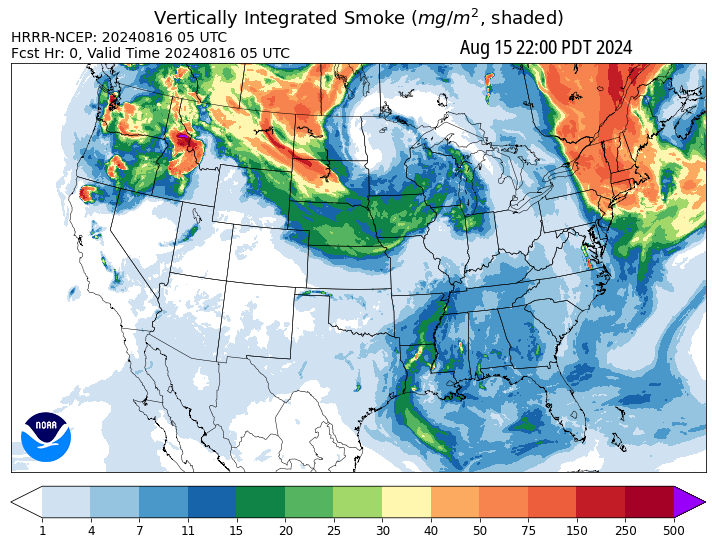 Vertically Integrated Smoke (mg/m², shaded)
HRRR-NCEP: 20240816 05 UTC
Fcst Hr: 0, Valid Time 20240816 05 UTC
Aug 15 22:00 PDT 2024
NOAA
1 4 7 11 15 20 25 30 40 50 75 150 250 500